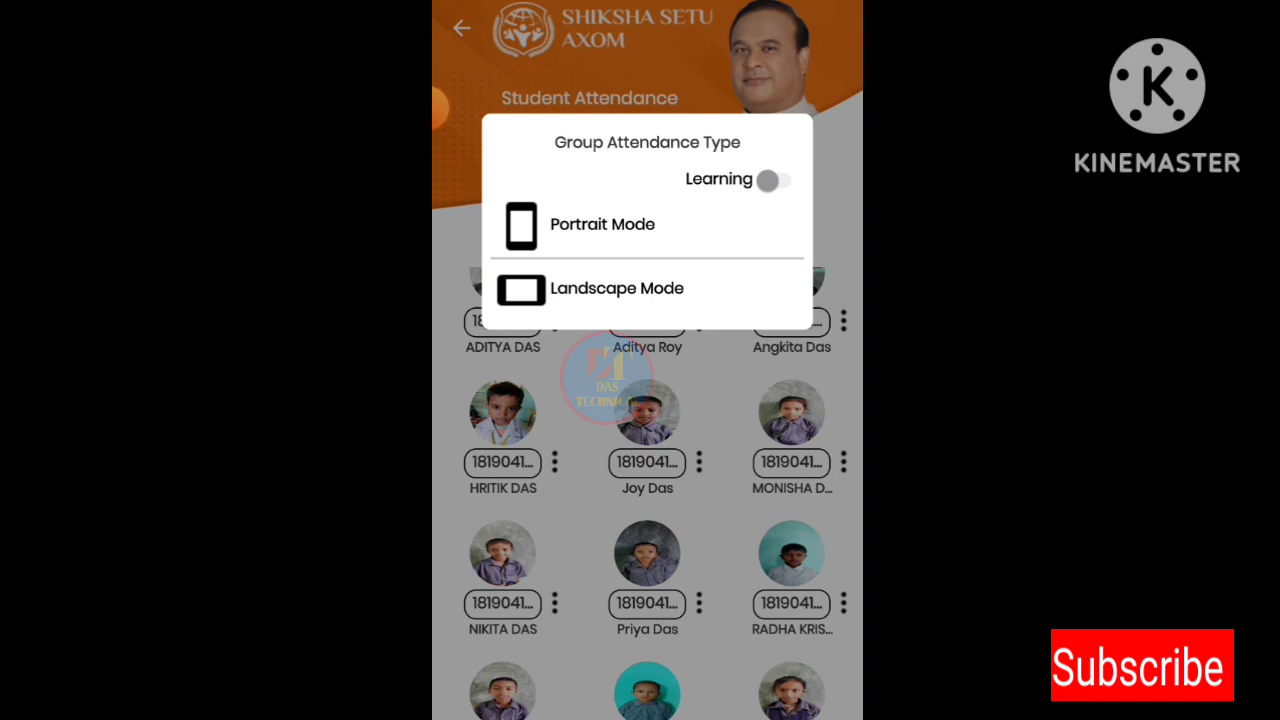 SHIKSHA SETU
AXOM
Student Attendance
Group Attendance Type
Learning
Portrait Mode
Landscape Mode
ADITYA DAS
Aditya Roy
Angkita Das
DAS
1819041...
1819041...
1819041...
HRITIK DAS
Joy Das
MONISHA D...
1819041...
1819041...
1819041...
NIKITA DAS
Priya Das
RADHA KRIS...
K
KINEMASTER
Subscribe